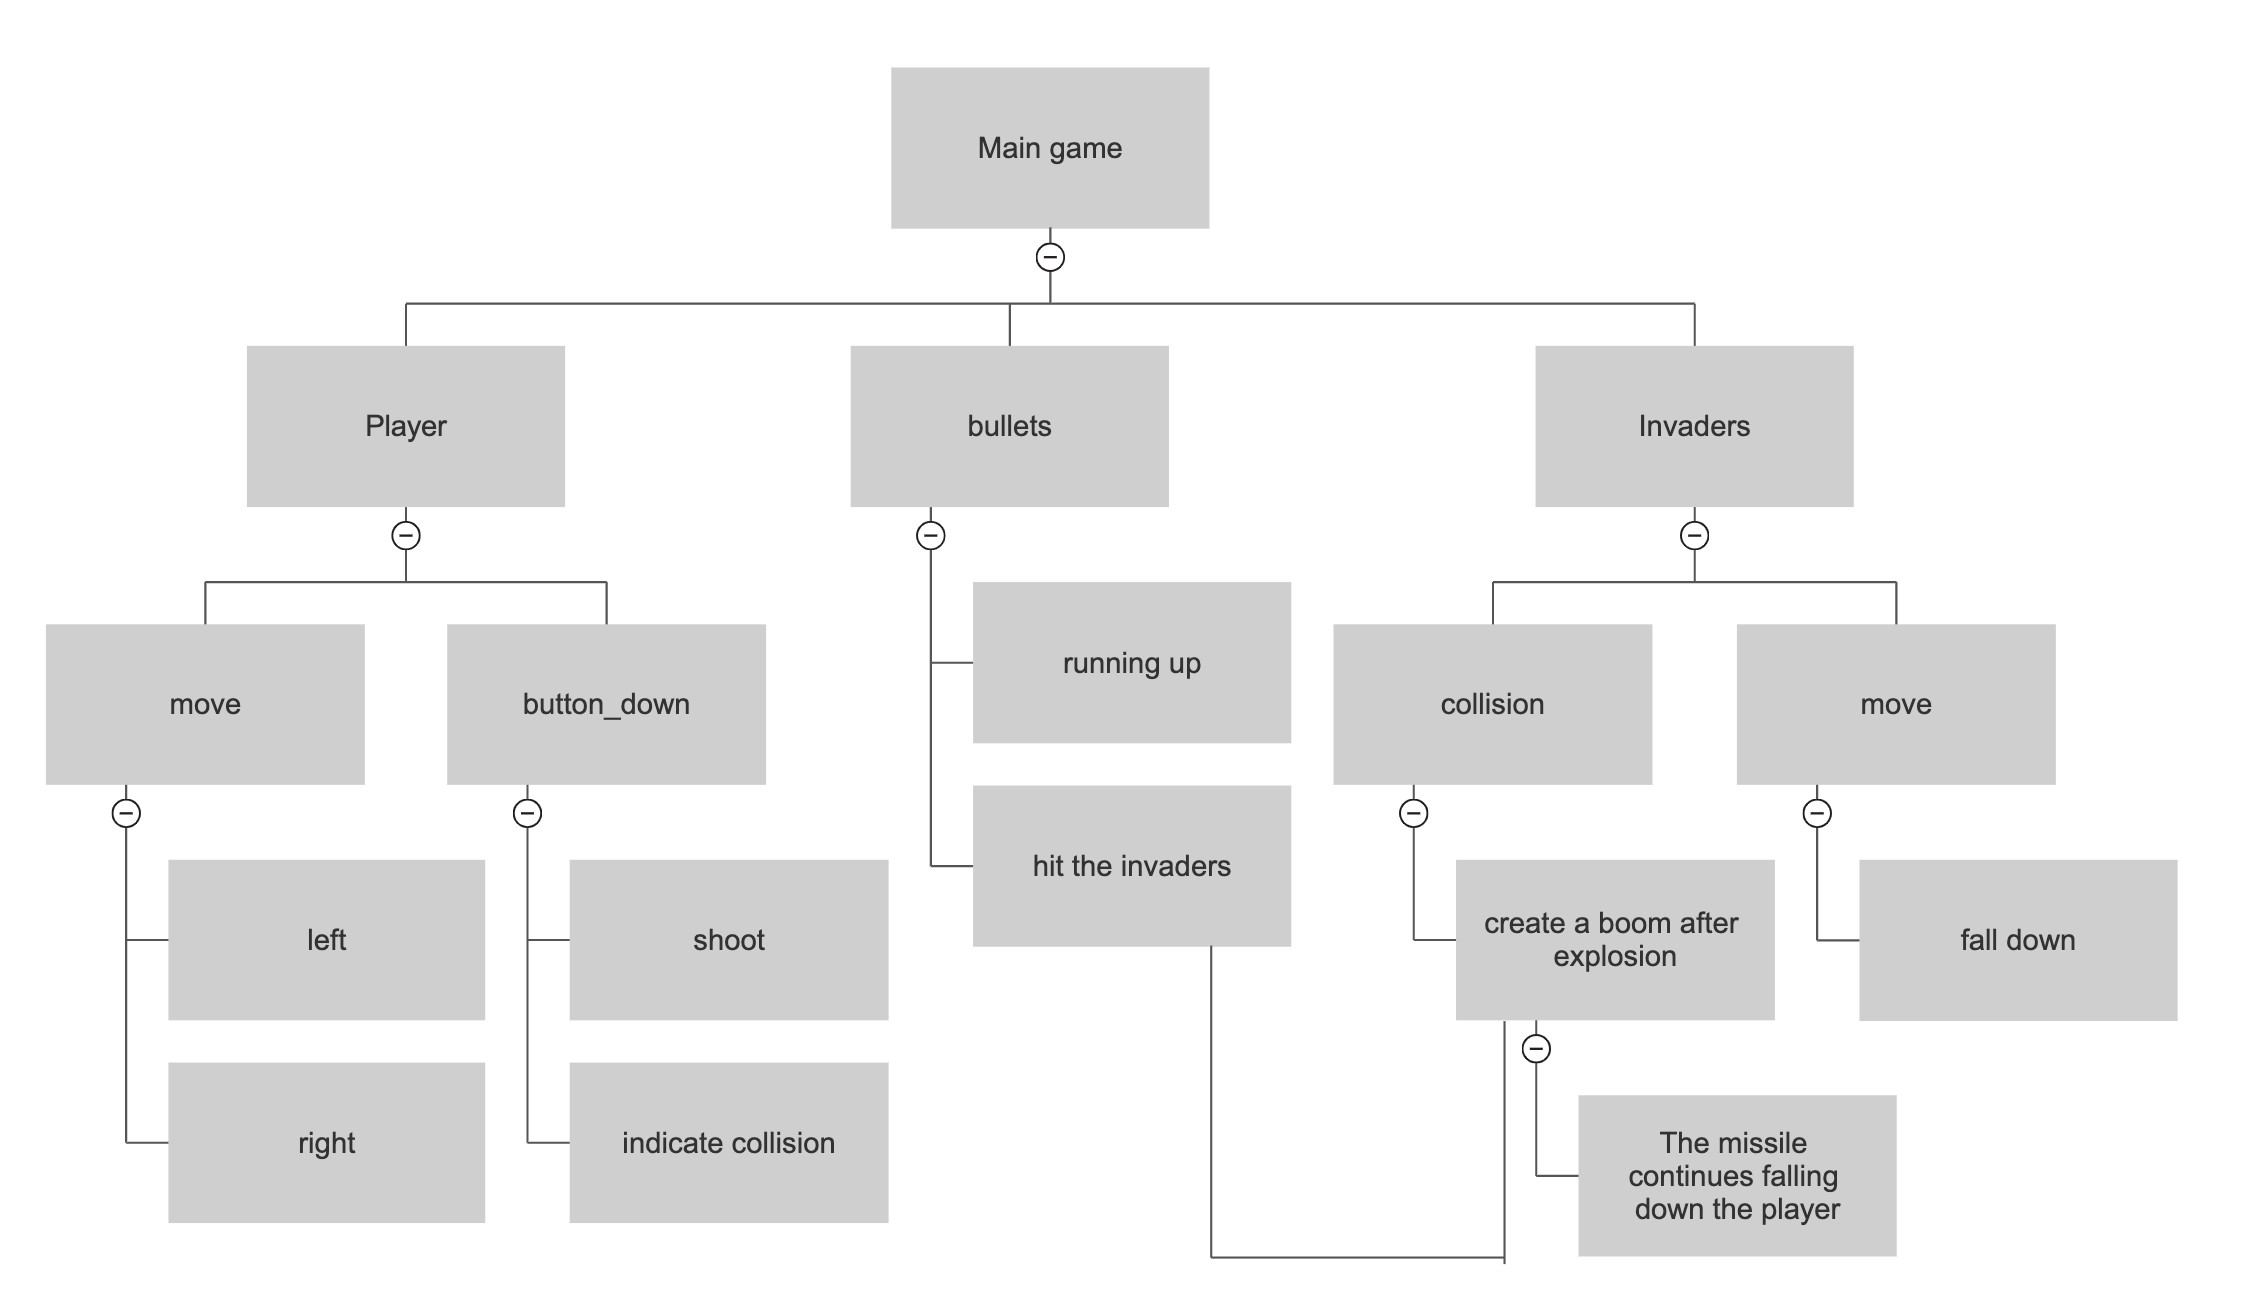 Main game
Player
bullets
Invaders
move
button_down
running up
collision
move
hit the invaders
left
shoot
create a boom after
explosion
fall down
right
indicate collision
The missile
continues falling
down the player